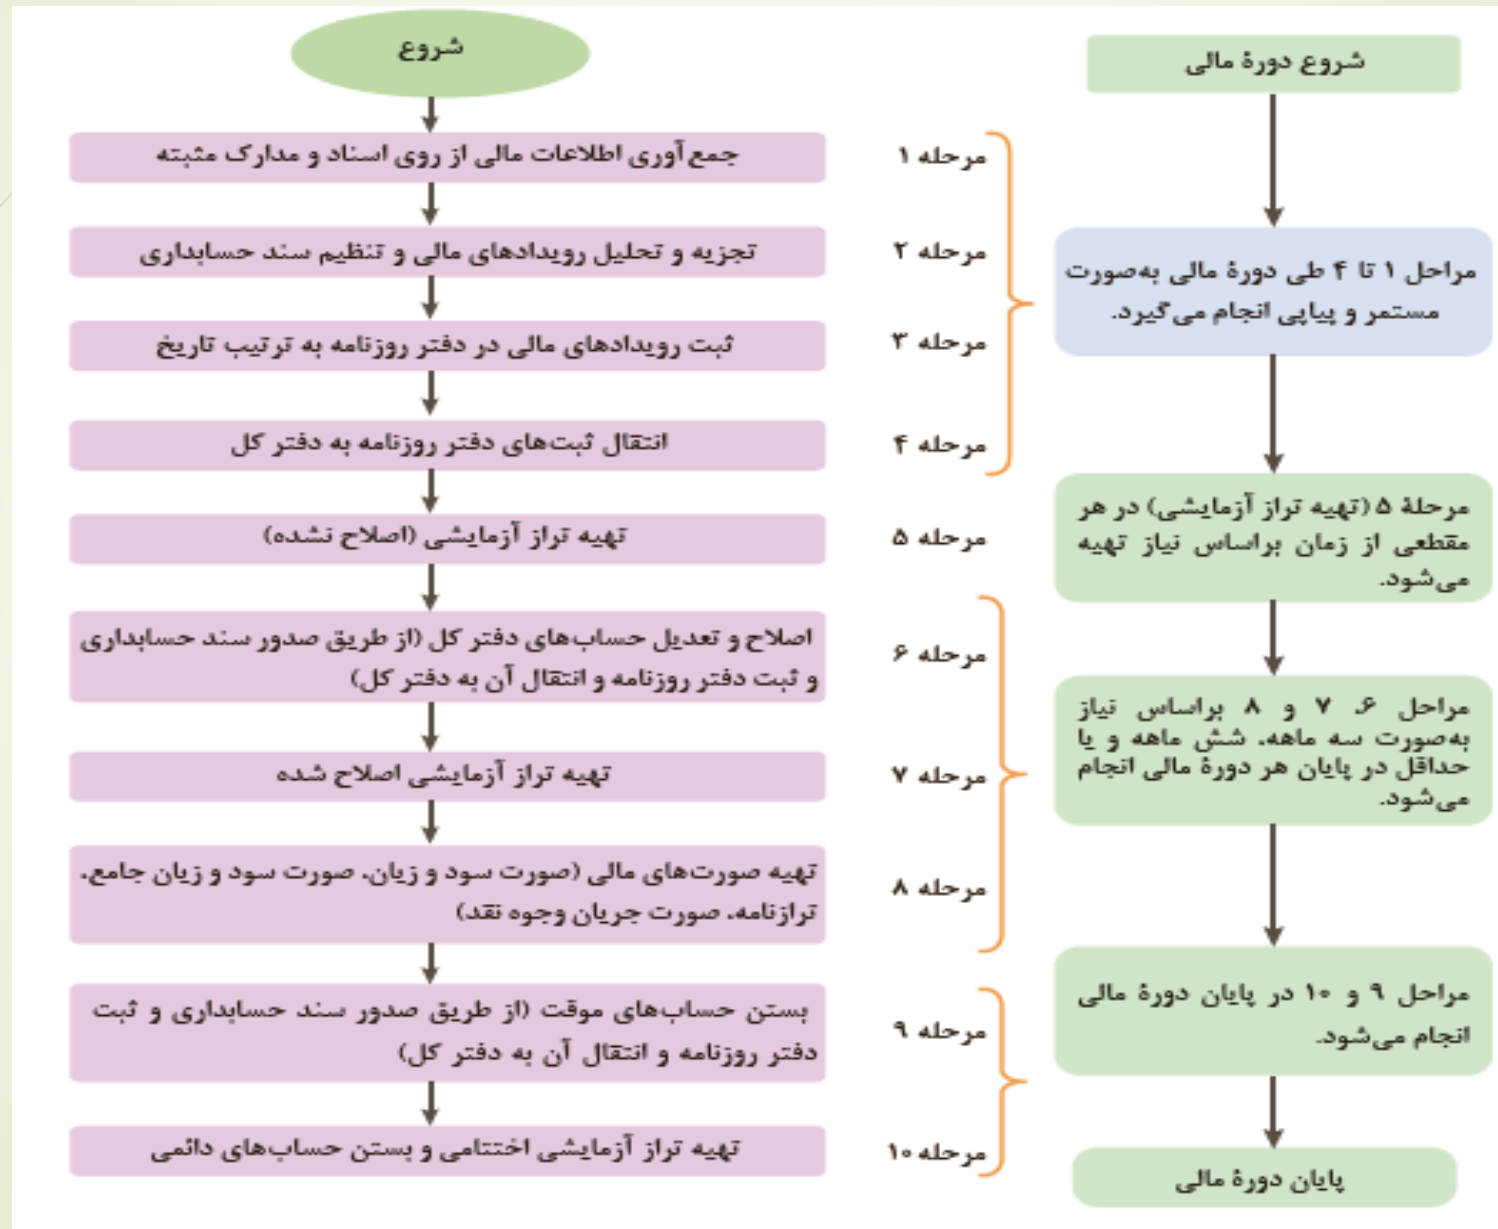 شروع دورۀ مالی
مراحل ۱ تا ۴ طی دورۀ مالی به‌صورت
مستمر و پیاپی انجام می‌گیرد.
مرحلۀ ۵ (تهیه تراز آزمایشی) در هر
مقطعی از زمان براساس نیاز تهیه
می‌شود.
مراحل ۶، ۷ و ۸ براساس نیاز
به‌صورت سه ماهه، شش ماهه و یا
حداقل در پایان هر دورۀ مالی انجام
می‌شود.
مراحل ۹ و ۱۰ در پایان دورۀ مالی
انجام می‌شود.
پایان دورۀ مالی
شروع
مرحله ۱
جمع‌آوری اطلاعات مالی از روی اسناد و مدارک مثبته
مرحله ۲
تجزیه و تحلیل رویدادهای مالی و تنظیم سند حسابداری
مرحله ۳
ثبت رویدادهای مالی در دفتر روزنامه به ترتیب تاریخ
مرحله ۴
انتقال ثبت‌های دفتر روزنامه به دفتر کل
مرحله ۵
تهیه تراز آزمایشی (اصلاح نشده)
مرحله ۶
اصلاح و تعدیل حساب‌های دفتر کل (از طریق صدور سند حسابداری
و ثبت دفتر روزنامه و انتقال آن به دفتر کل)
مرحله ۷
تهیه تراز آزمایشی اصلاح شده
مرحله ۸
تهیه صورت‌های مالی (صورت سود و زیان، صورت سود و زیان جامع،
ترازنامه، صورت جریان وجوه نقد)
مرحله ۹
بستن حساب‌های موقت (از طریق صدور سند حسابداری و ثبت
دفتر روزنامه و انتقال آن به دفتر کل)
مرحله ۱۰
تهیه تراز آزمایشی اختتامی و بستن حساب‌های دائمی